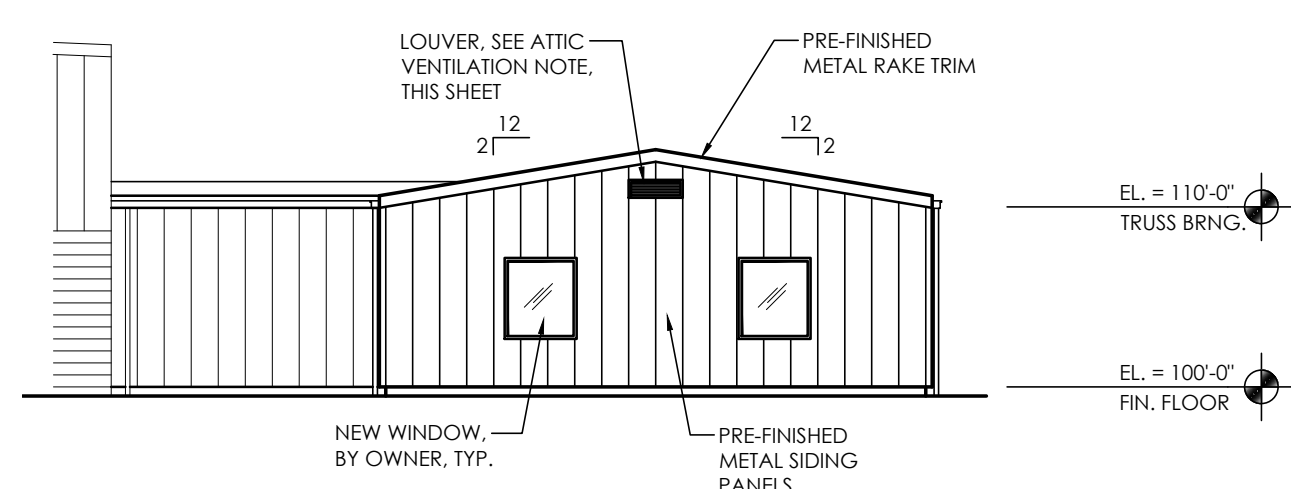 LOUVER, SEE ATTIC
VENTILATION NOTE,
THIS SHEET
PRE-FINISHED
METAL RAKE TRIM
12
2
12
2
EL. = 110'-0"
TRUSS BRNG.
EL. = 100'-0"
FIN. FLOOR
NEW WINDOW,
BY OWNER, TYP.
PRE-FINISHED
METAL SIDING
PANELS